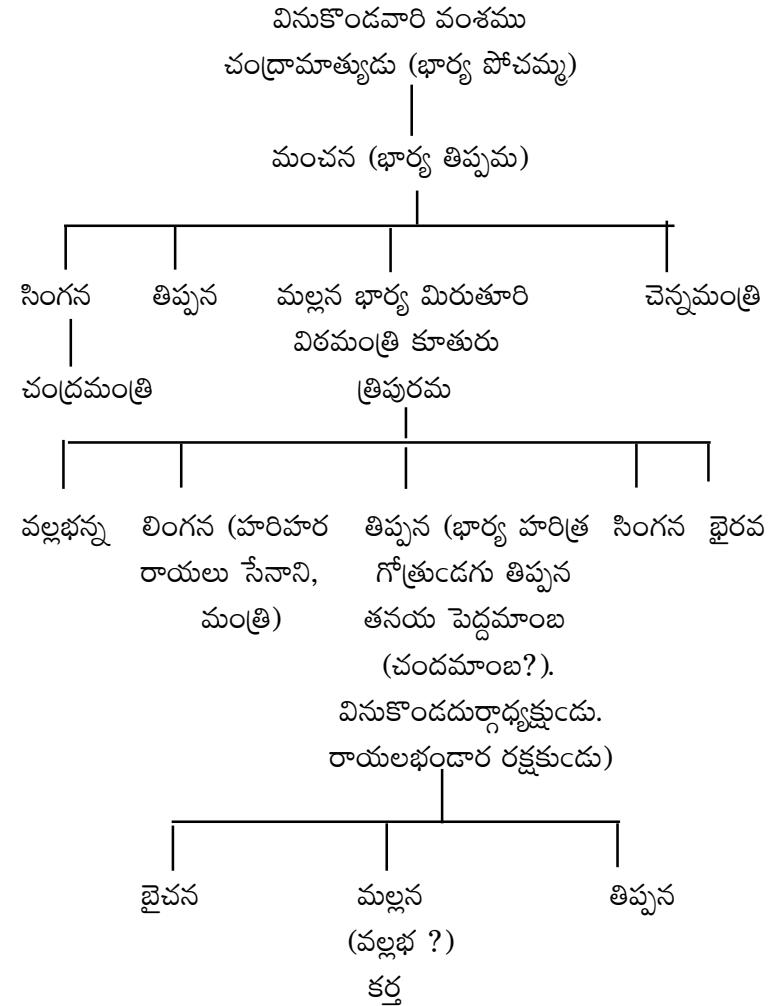 వినుకొండవారి వంశము
చంద్రామాత్యుడు (భార్య పోచమ్మ)
మంచన (భార్య తిప్పమ)
సింగన తిప్పన మల్లన భార్య మిరుతూరి చెన్నమంత్రి
విఠమంత్రి కూతురు
చంద్రమంత్రి త్రిపురమ
వల్లభన్న లింగన (హరిహర తిప్పన (భార్య హరిత్ర సింగన భైరవ
రాయలు సేనాని, గోత్రుఁడగు తిప్పన
మంత్రి) తనయ పెద్దమాంబ
(చందమాంబ?).
వినుకొండదుర్గాధ్యక్షుఁడు.
రాయలభండార రక్షకుఁడు)
బైచన మల్లన తిప్పన
(వల్లభ ?)
కర్త